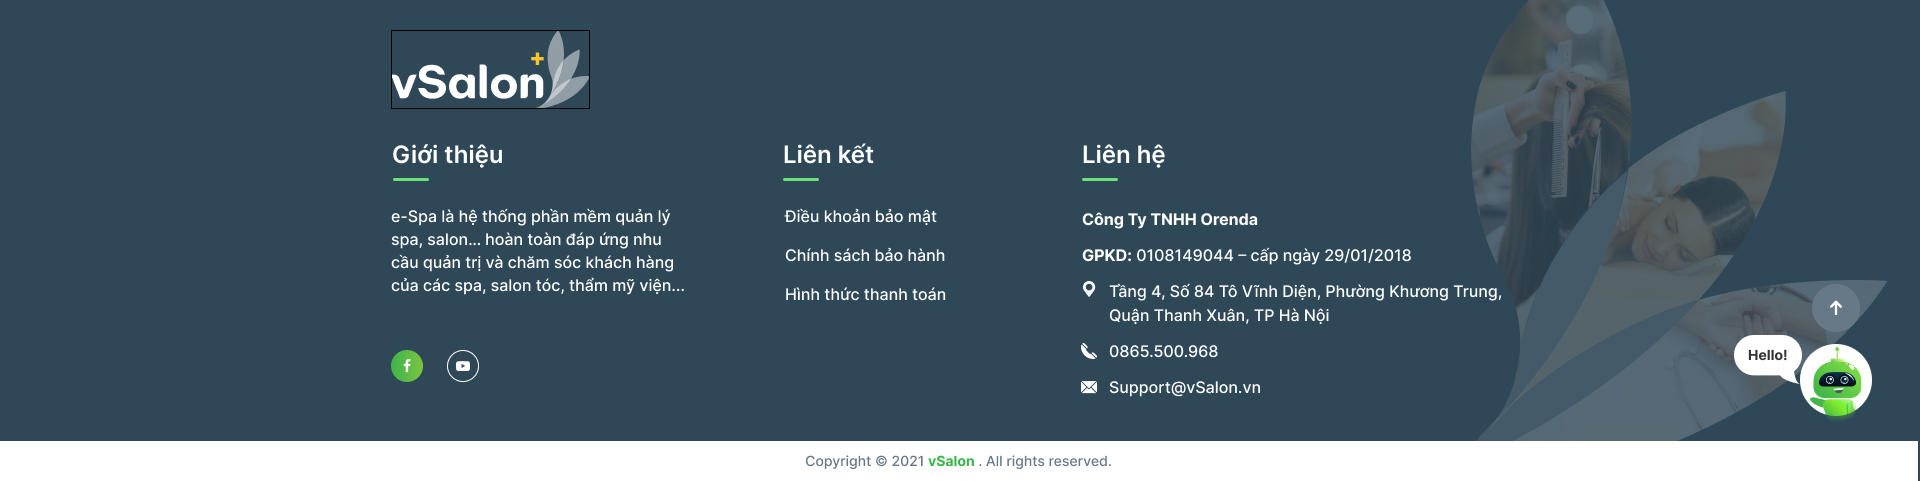 vSalon+
Giới thiệu
e-Spa là hệ thống phần mềm quản lý
spa, salon... hoàn toàn đáp ứng nhu
cầu quản trị và chăm sóc khách hàng
của các spa, salon tóc, thẩm mỹ viện...
Liên kết
Điều khoản bảo mật
Chính sách bảo hành
Hình thức thanh toán
Liên hệ
Công Ty TNHH Orenda
GPKD: 0108149044 – cấp ngày 29/01/2018
Tầng 4, Số 84 Tô Vĩnh Diện, Phường Khương Trung,
Quận Thanh Xuân, TP Hà Nội
0865.500.968
Support@vSalon.vn
Hello!
Copyright © 2021 vSalon . All rights reserved.